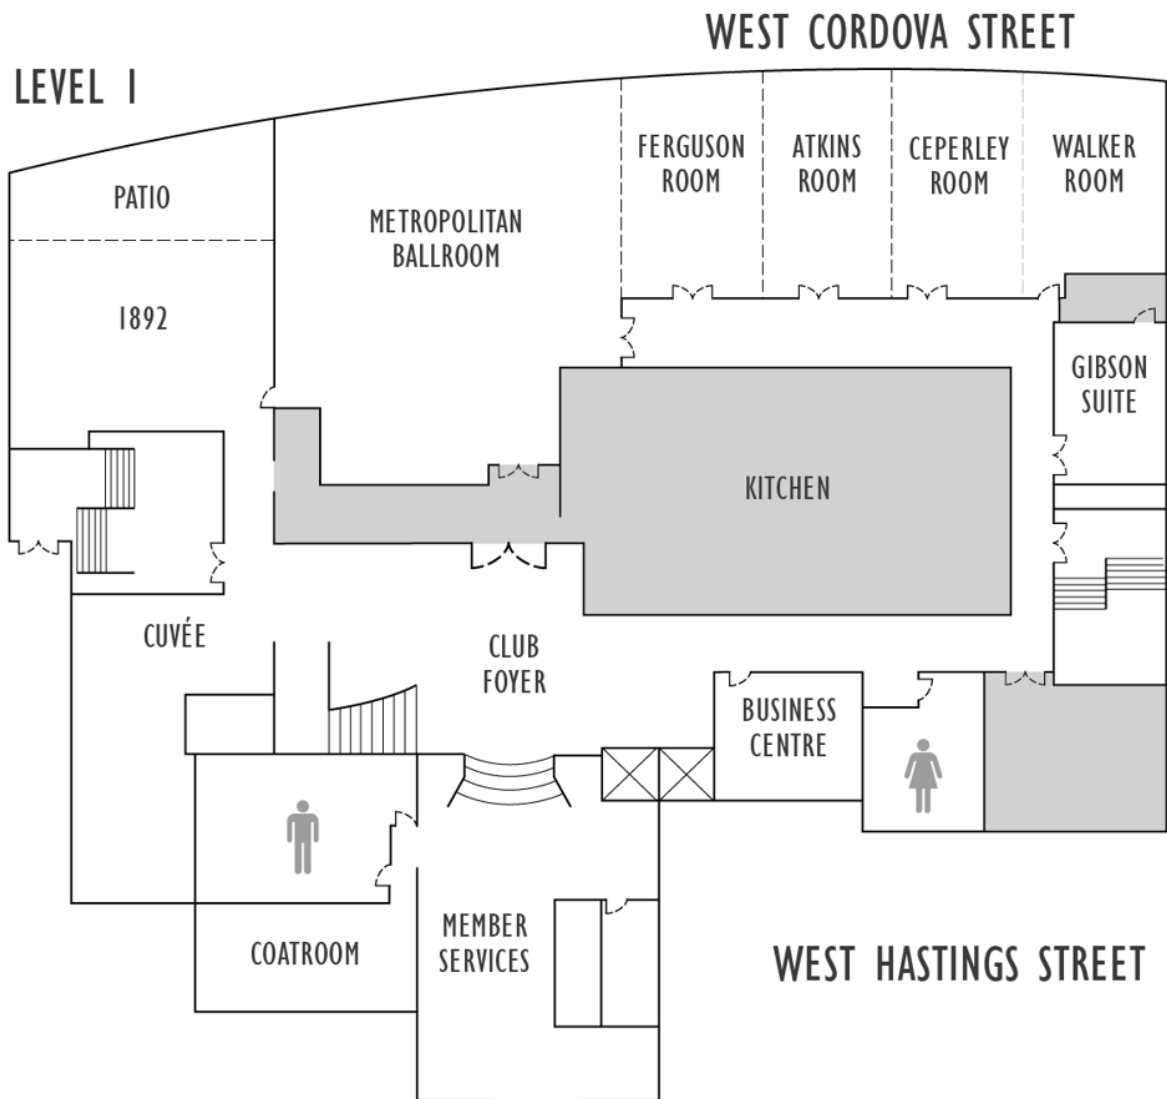 WEST CORDOVA STREET
LEVEL 1
PATIO
1892
METROPOLITAN
BALLROOM
FERGUSON
ROOM
ATKINS
ROOM
CEPERLEY
ROOM
WALKER
ROOM
GIBSON
SUITE
KITCHEN
CUVÉE
CLUB
FOYER
BUSINESS
CENTRE
COATROOM
MEMBER
SERVICES
WEST HASTINGS STREET